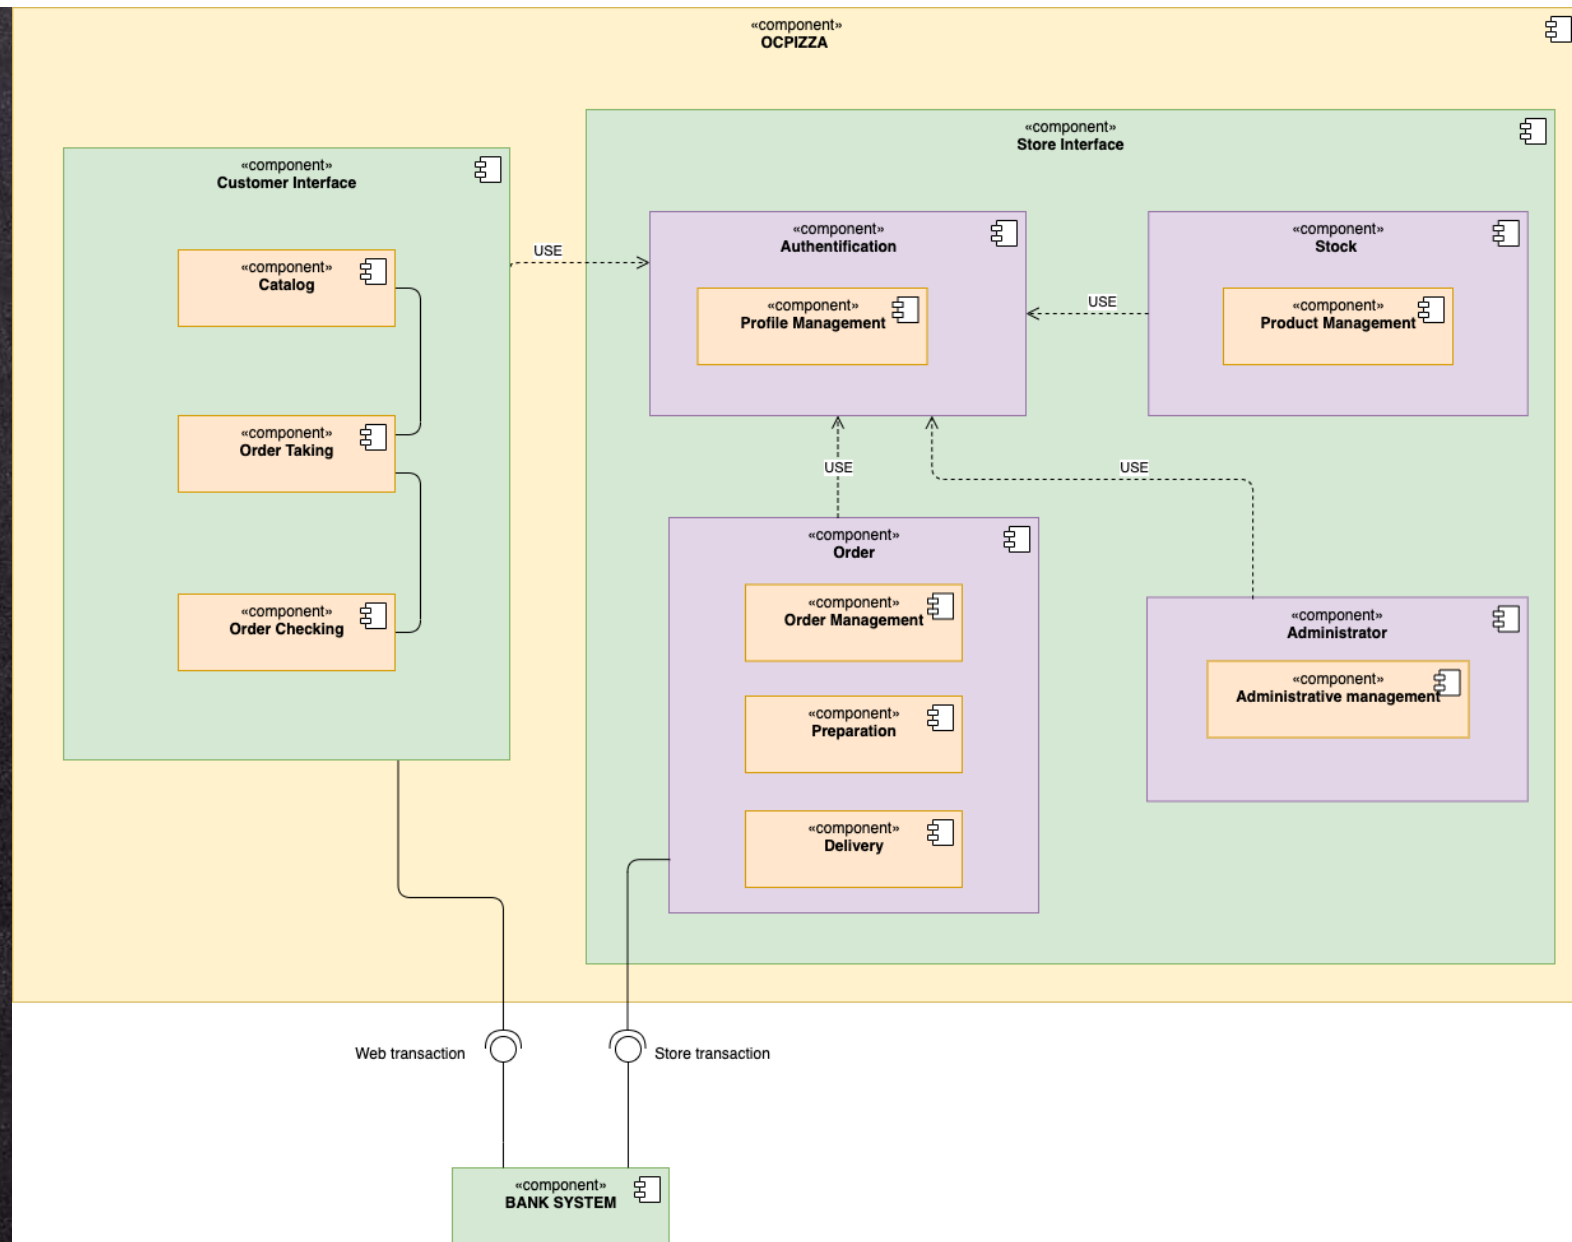 «component»
OCPIZZA
«component»
Customer Interface
«component»
Catalog
«component»
Order Taking
«component»
Order Checking
USE
«component»
Store Interface
«component»
Authentification
«component»
Profile Management
USE
«component»
Stock
«component»
Product Management
USE
USE
«component»
Order
«component»
Order Management
«component»
Preparation
«component»
Delivery
«component»
Administrator
«component»
Administrative management
Web transaction
Store transaction
«component»
BANK SYSTEM